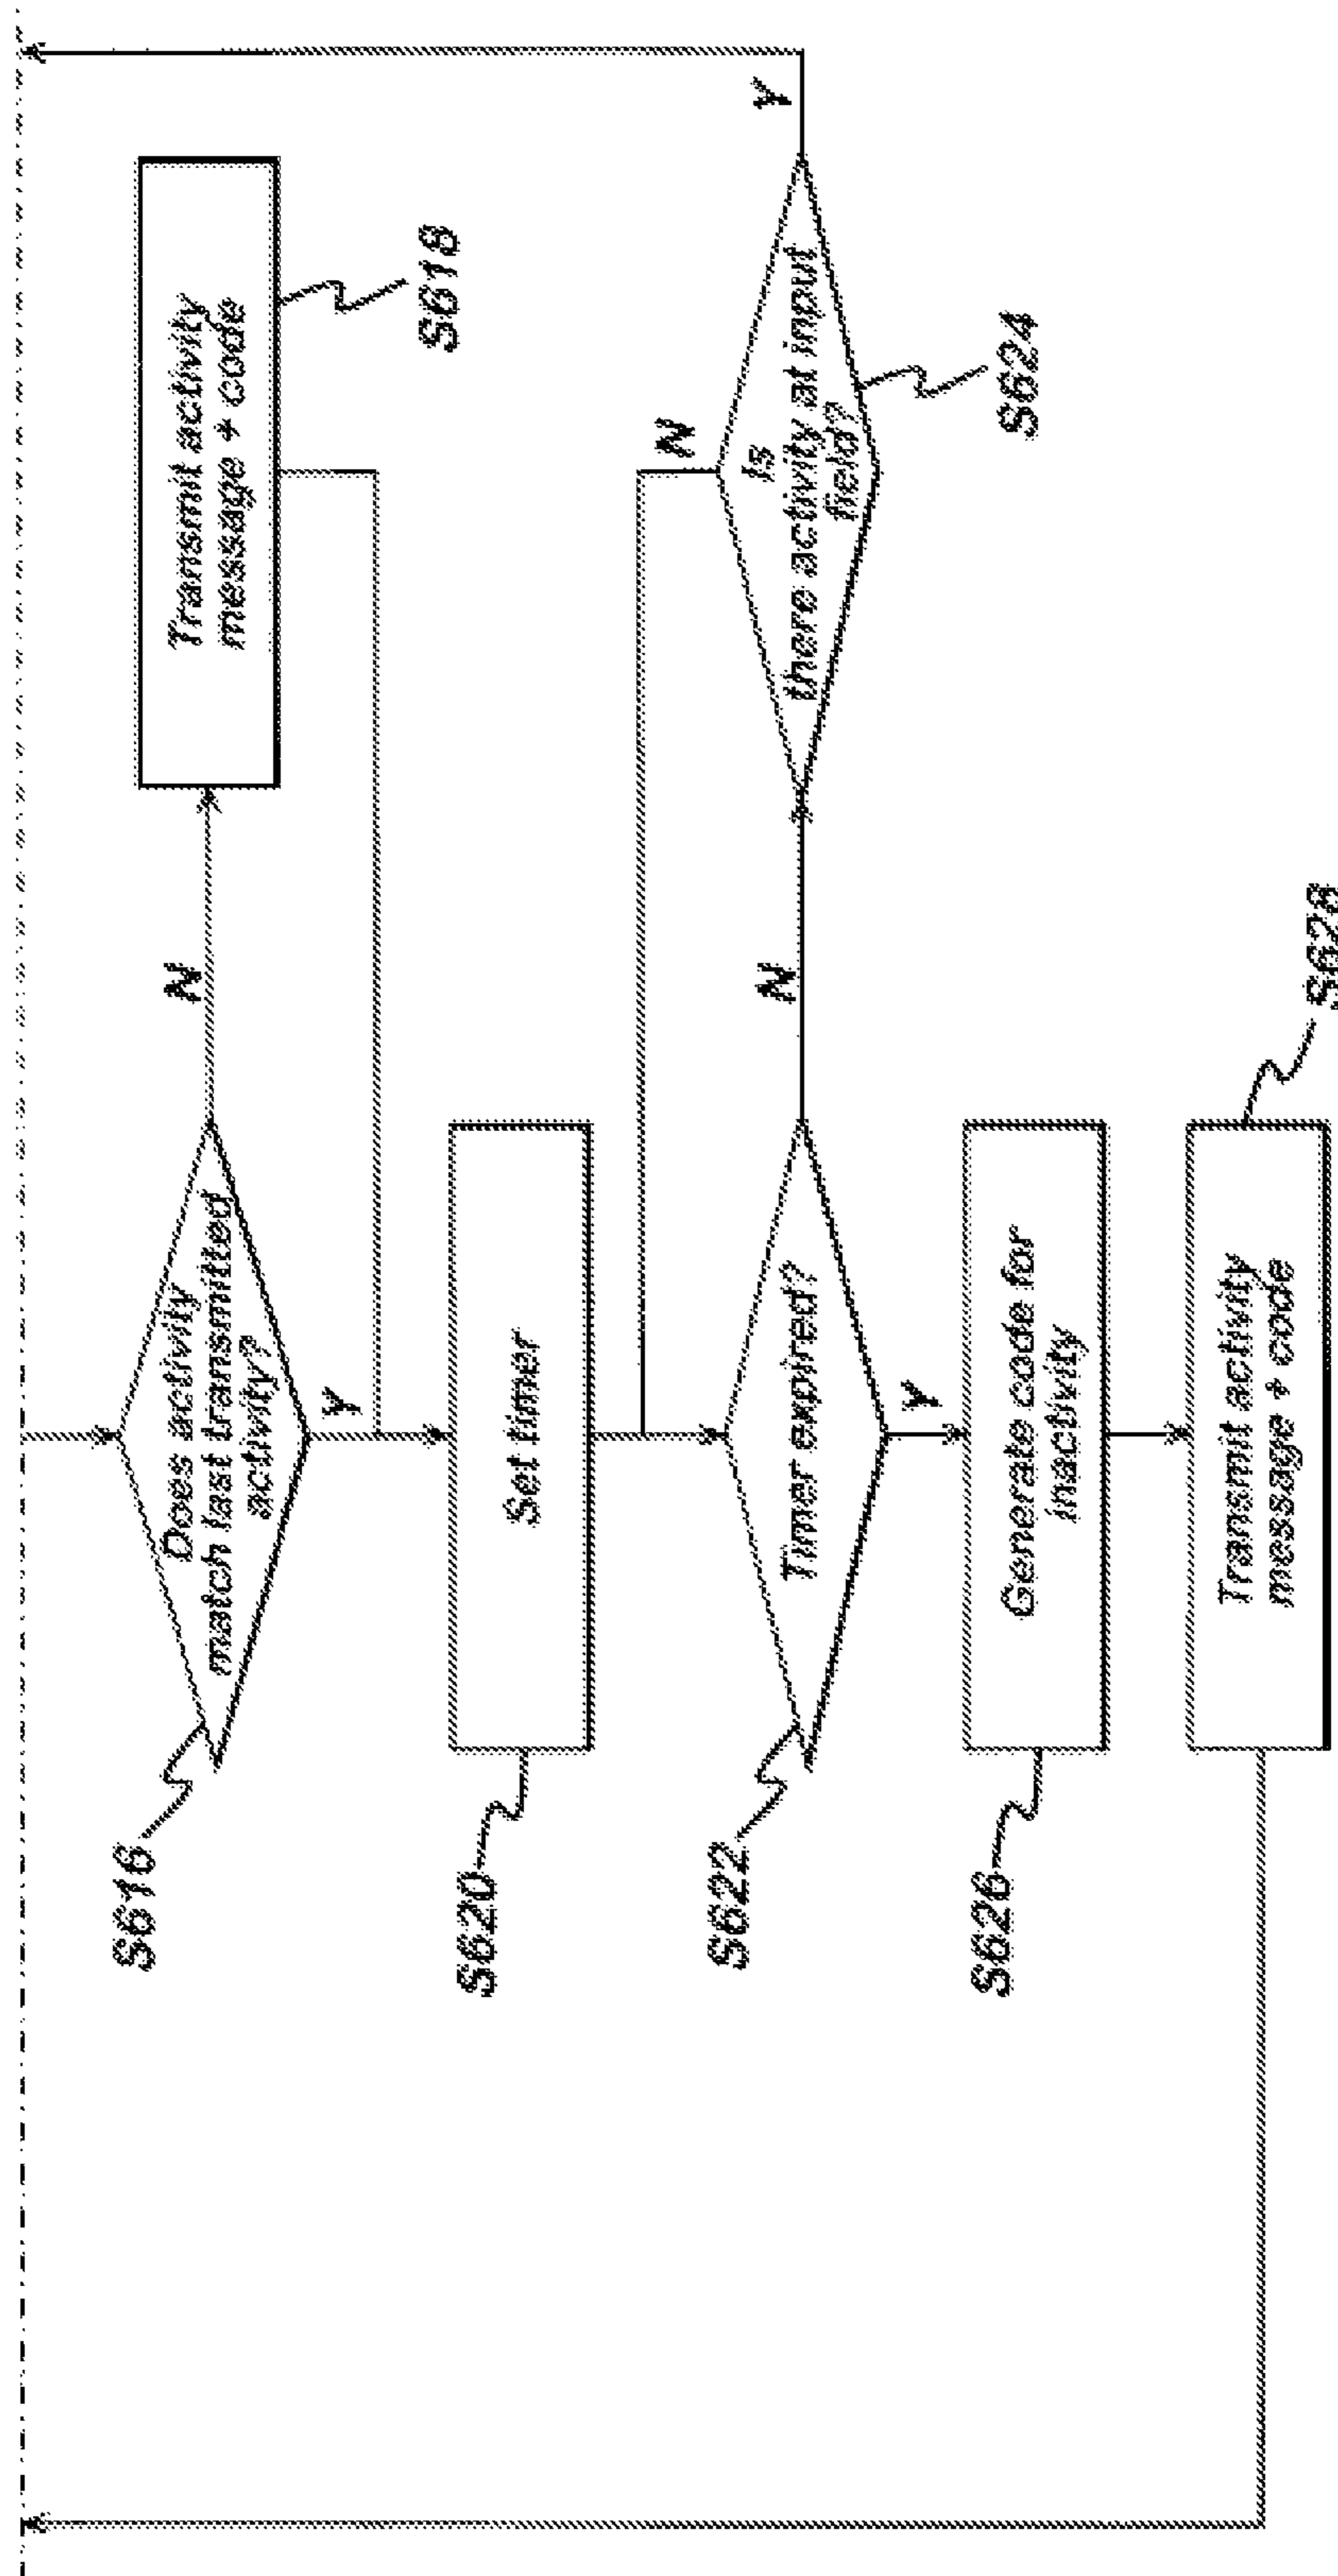 S616
Does activity
match last transmitted
activity?
N
Y
Transmit activity
message + code
S618
S620
Set timer
S622
Timer expired?
N
Y
Is
there activity at input
field?
N
Y
S624
S626
Generate code for
inactivity
Transmit activity
message + code
S628